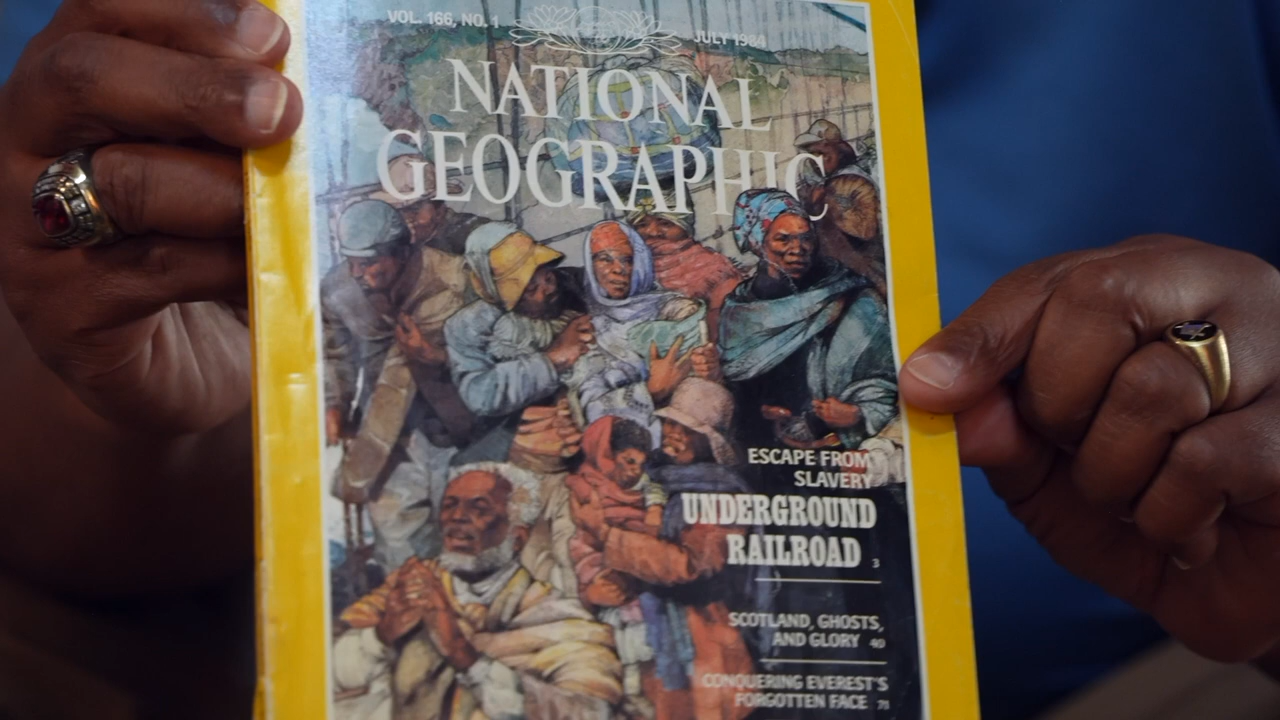 VOL. 166, NO. 1
JULY 1984
NATIONAL
GEOGRAPHIC
ESCAPE FROM
SLAVERY
UNDERGROUND
RAILROAD 3
SCOTLAND, GHOSTS,
AND GLORY 40
CONQUERING EVEREST'S
FORGOTTEN FACE 71